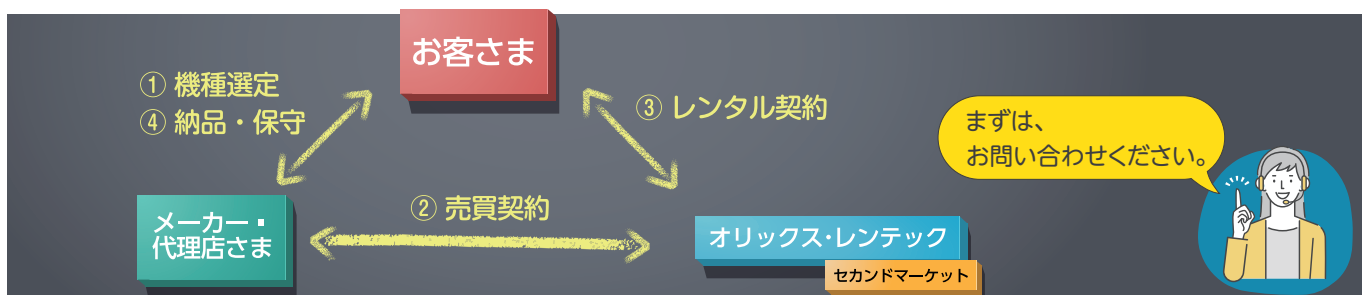 お客さま
① 機種選定
④ 納品・保守
③ レンタル契約
まずは、
お問い合わせください。
メーカー・
代理店さま
② 売買契約
オリックス・レンテック
セカンドマーケット